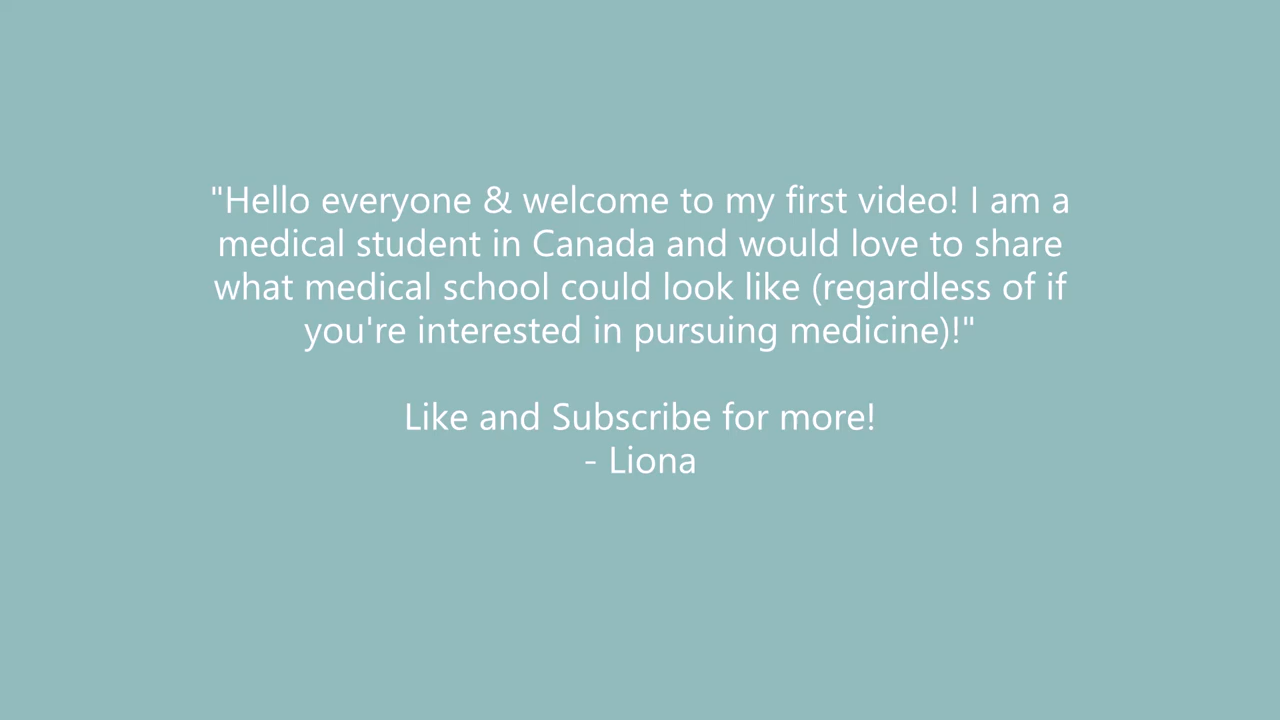 "Hello everyone & welcome to my first video! I am a
medical student in Canada and would love to share
what medical school could look like (regardless of if
you're interested in pursuing medicine)!"
Like and Subscribe for more!
- Liona